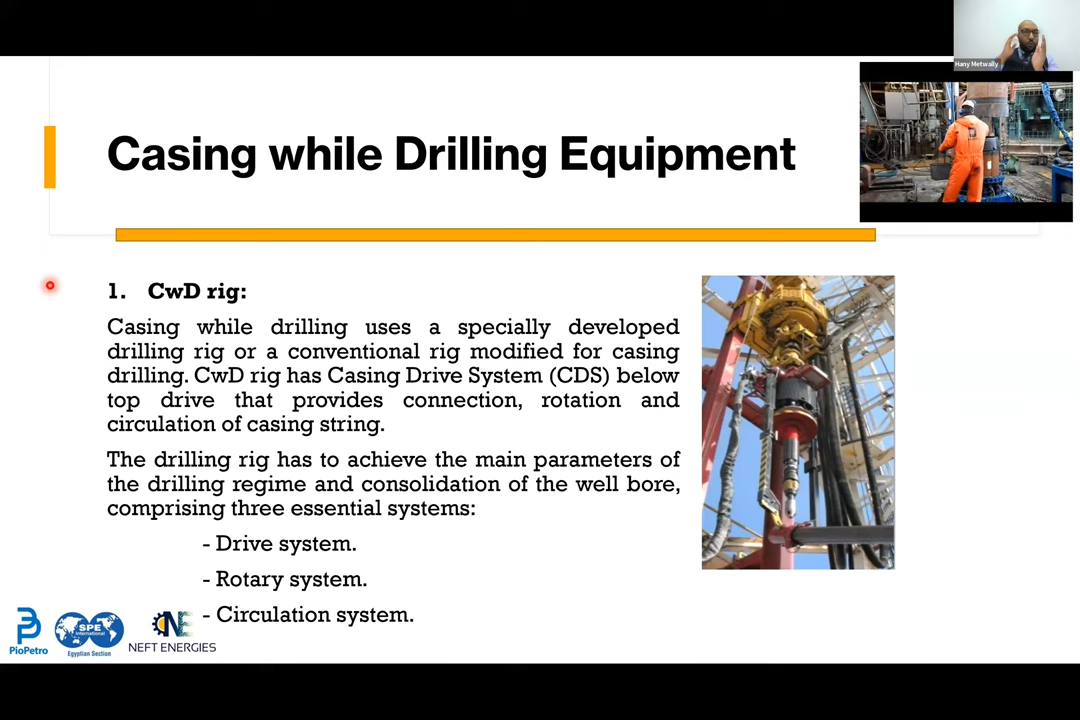 Hany Metwally
Casing while Drilling Equipment
1. CwD rig:
Casing while drilling uses a specially developed
drilling rig or a conventional rig modified for casing
drilling. CwD rig has Casing Drive System (CDS) below
top drive that provides connection, rotation and
circulation of casing string.
The drilling rig has to achieve the main parameters of
the drilling regime and consolidation of the well bore,
comprising three essential systems:
- Drive system.
- Rotary system.
- Circulation system.
PioPetro
SPE
International
Egyptian Section
NE
NEFT ENERGIES